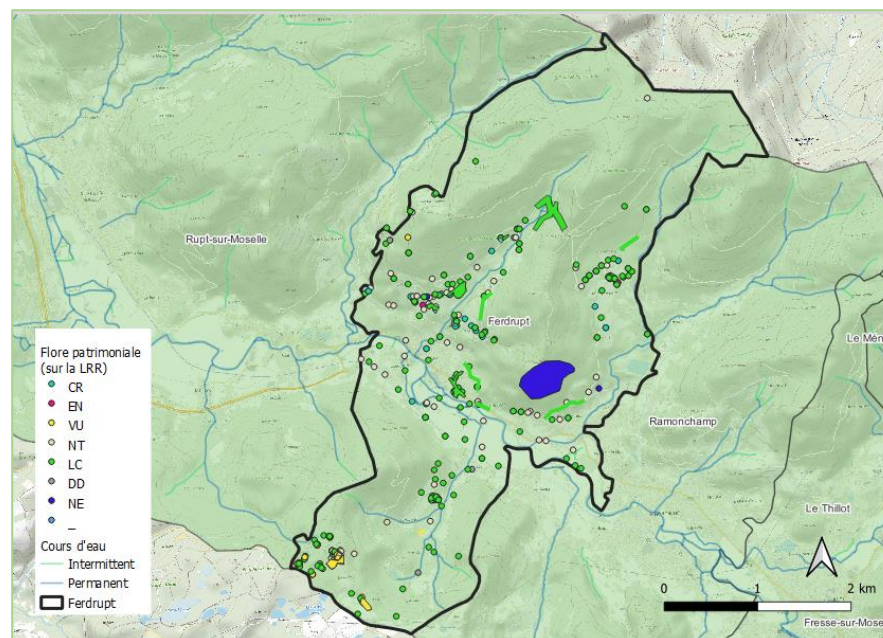 Rupt-sur-Moselle
Ferdrupt
Le Mén
Ramonchamp
Le Thillot
Flore patrimoniale
(sur la LRR)
CR
EN
VU
NT
LC
DD
NE
_
Cours d'eau
Intermittent
Permanent
Ferdrupt
0 1 2 km
Fresse-sur-Mose